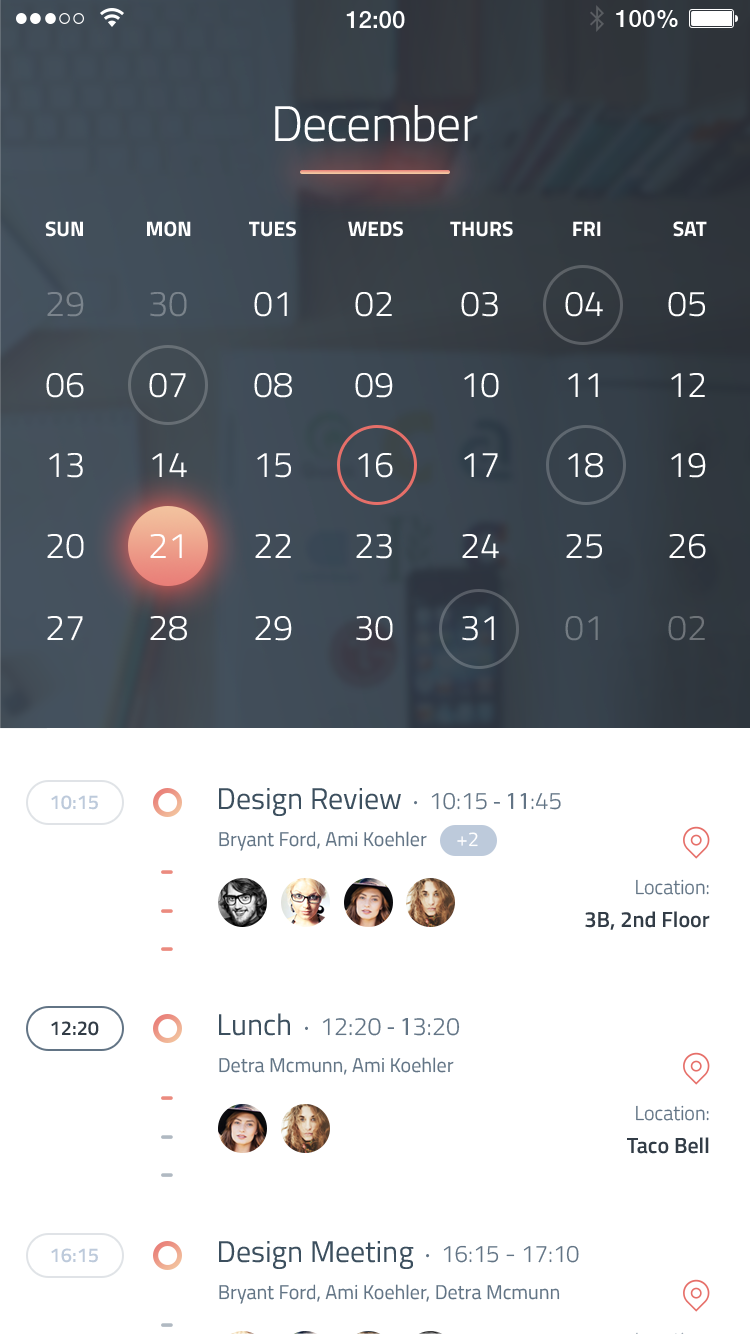 12:00 100%
December
SUN MON TUES WEDS THURS FRI SAT
29 30 01 02 03 04 05
06 07 08 09 10 11 12
13 14 15 16 17 18 19
20 21 22 23 24 25 26
27 28 29 30 31 01 02
10:15 Design Review · 10:15 - 11:45
Bryant Ford, Ami Koehler +2
Location:
3B, 2nd Floor
12:20 Lunch · 12:20 - 13:20
Detra Mcmunn, Ami Koehler
Location:
Taco Bell
16:15 Design Meeting · 16:15 - 17:10
Bryant Ford, Ami Koehler, Detra Mcmunn